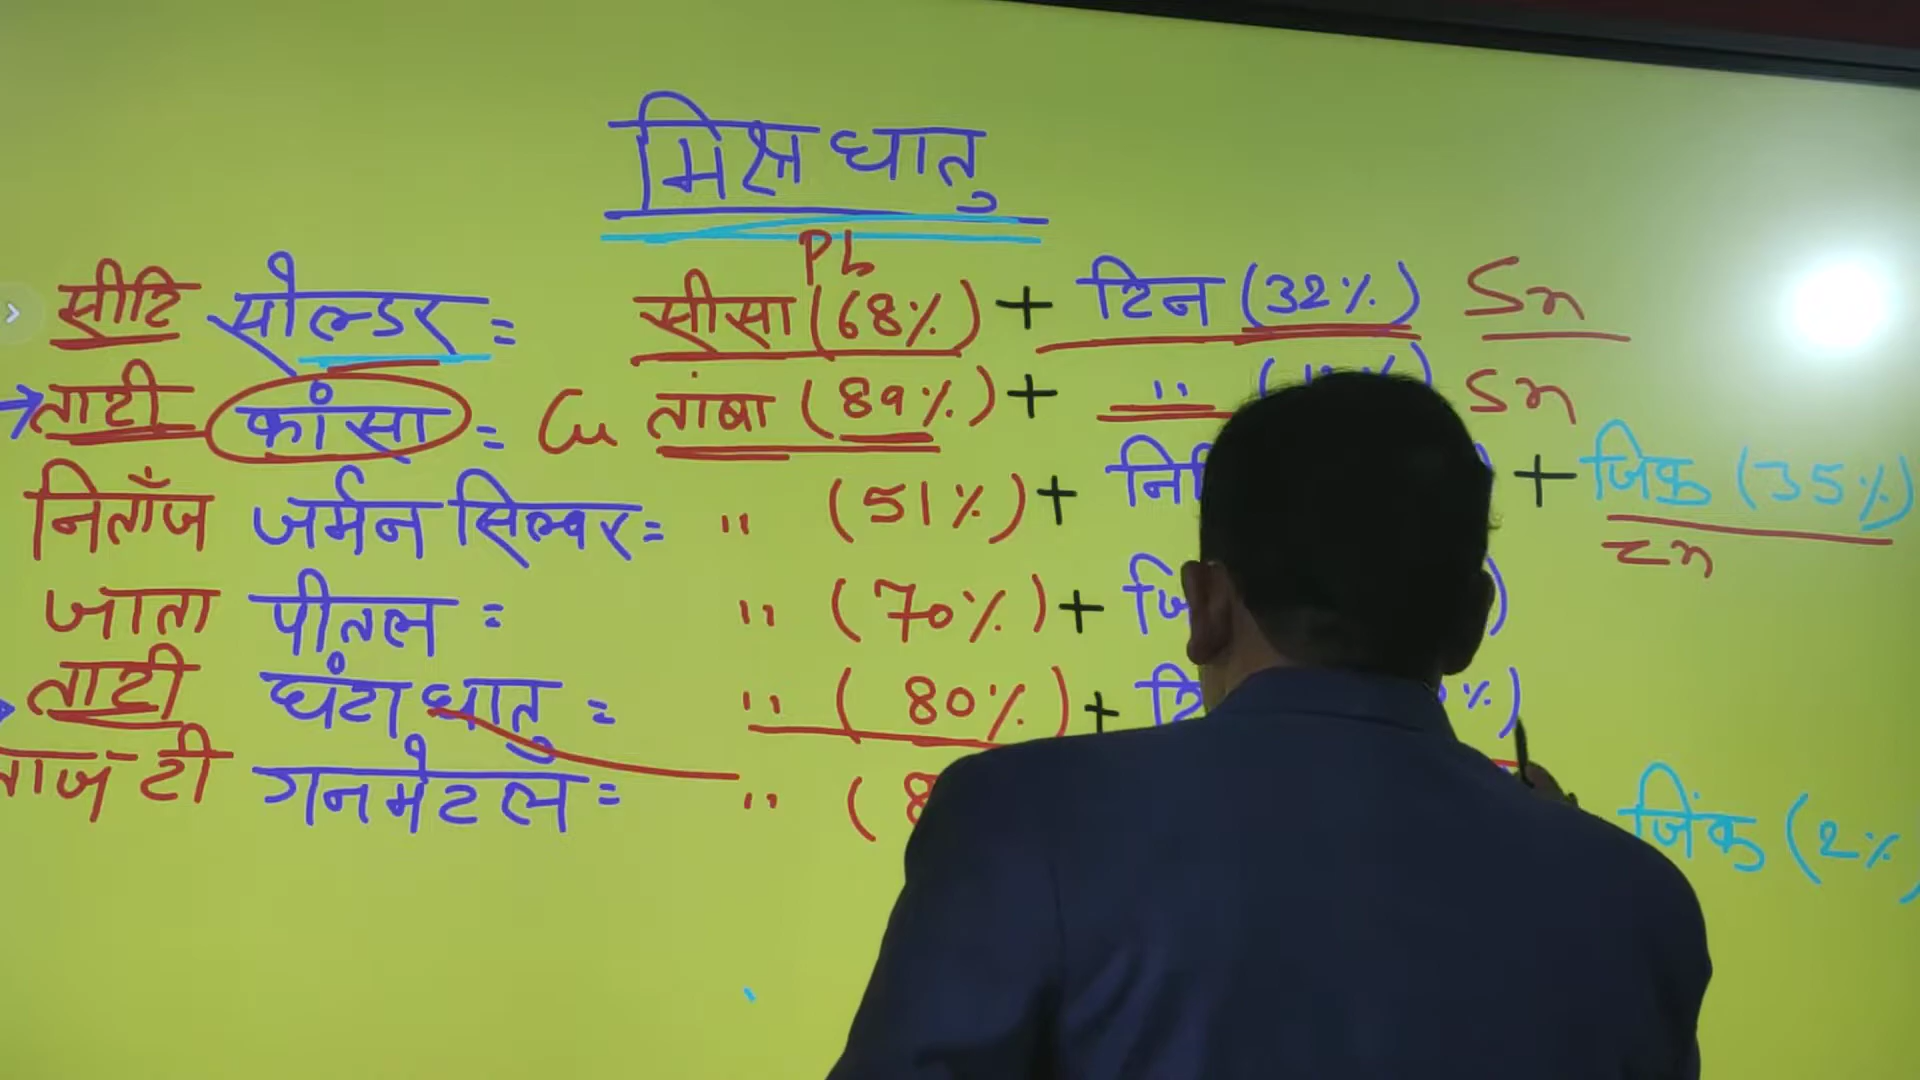 मिस्र धातु
Pb
सीटि सोल्डर = सीसा (68%) + टिन (32%) Sn
→ताटी कांसा = Cu तांबा (89%) + " ( Sn
निताँज जर्मन सिल्वर = " (51%) + नि + जिंक (35%)
Zn
जाता पीतल = " (70%) + जि )
ताटी घंटा धातु = " (80%) + टि %)
ताज टी गनमेटल = " (8 जिंक (2%